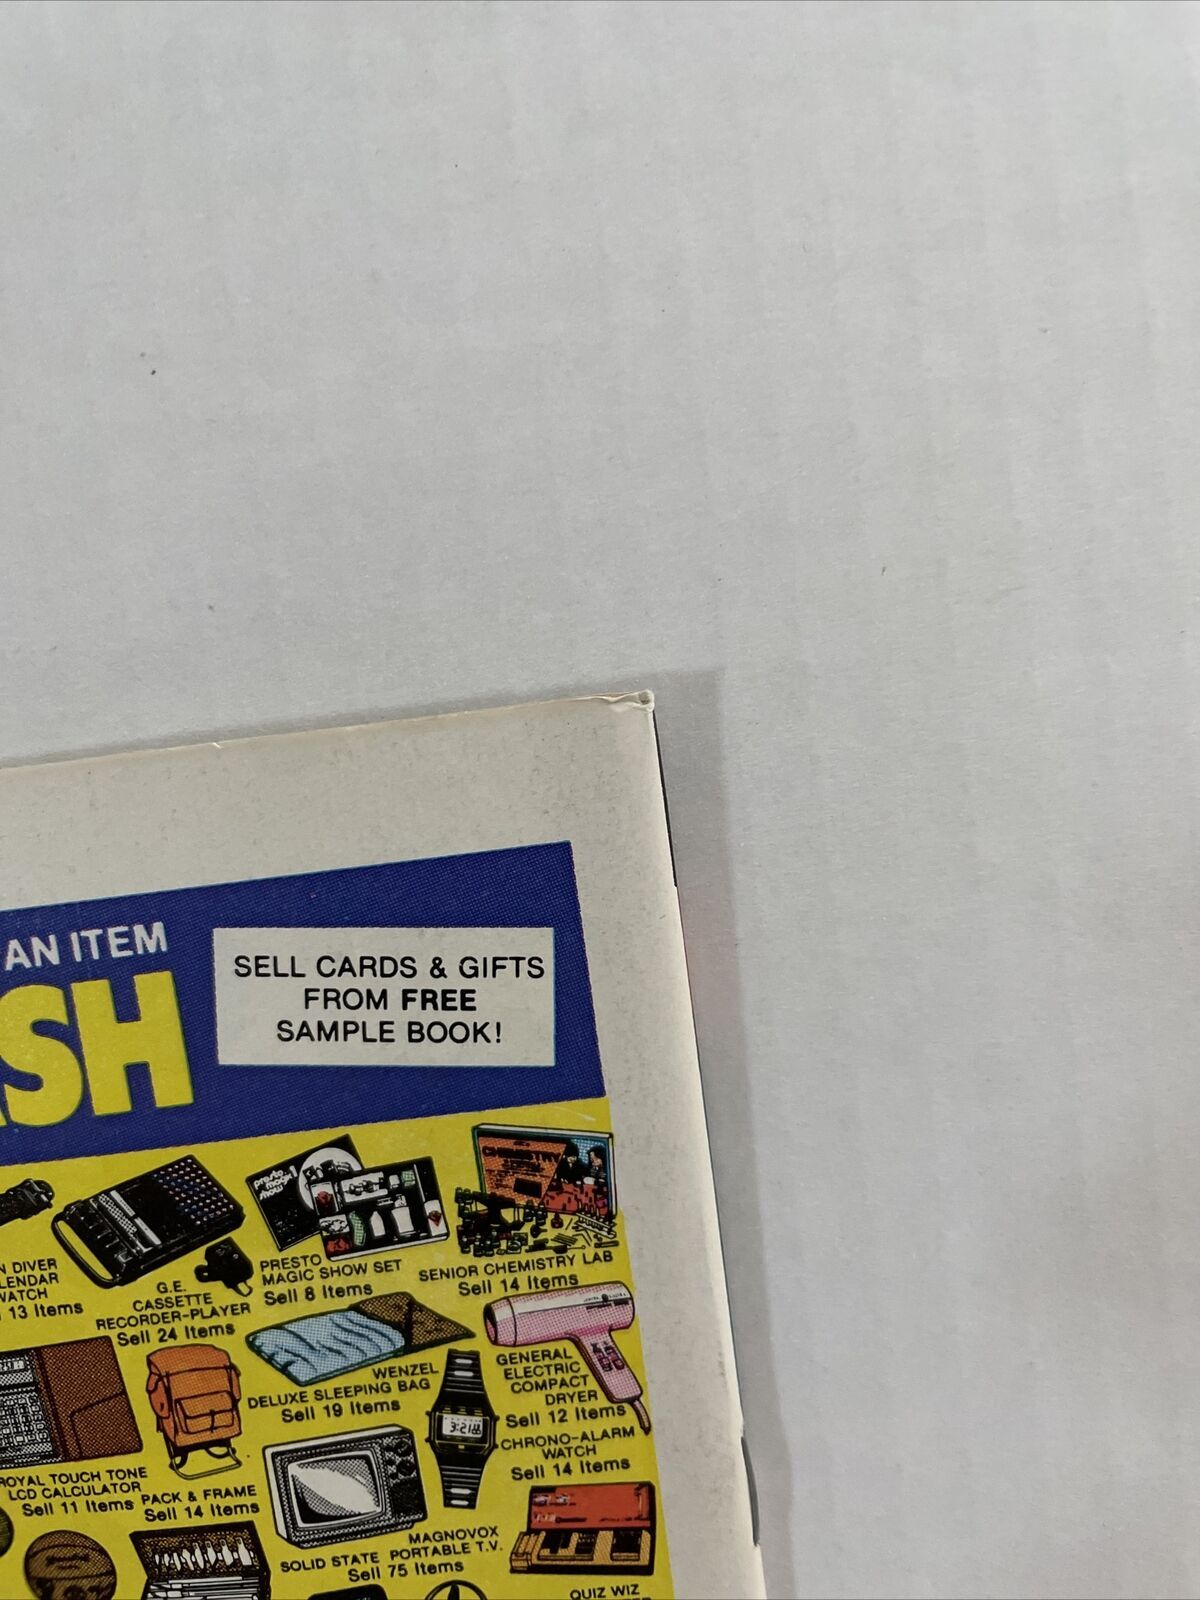 AN ITEM
SELL CARDS & GIFTS
FROM FREE
SAMPLE BOOK!
ASH
DIVER
WATCH
13 Items
G.E.
CASSETTE
RECORDER-PLAYER
Sell 24 Items
PRESTO
MAGIC SHOW SET
Sell 8 Items
CHEMISTRY
SENIOR CHEMISTRY LAB
Sell 14 Items
WENZEL
DELUXE SLEEPING BAG
Sell 19 Items
GENERAL
ELECTRIC
COMPACT
DRYER
Sell 12 Items
CHRONO-ALARM
WATCH
Sell 14 Items
ROYAL TOUCH TONE
LCD CALCULATOR
Sell 11 Items
PACK & FRAME
Sell 14 Items
MAGNOVOX
SOLID STATE PORTABLE T.V.
Sell 75 Items
QUIZ WIZ